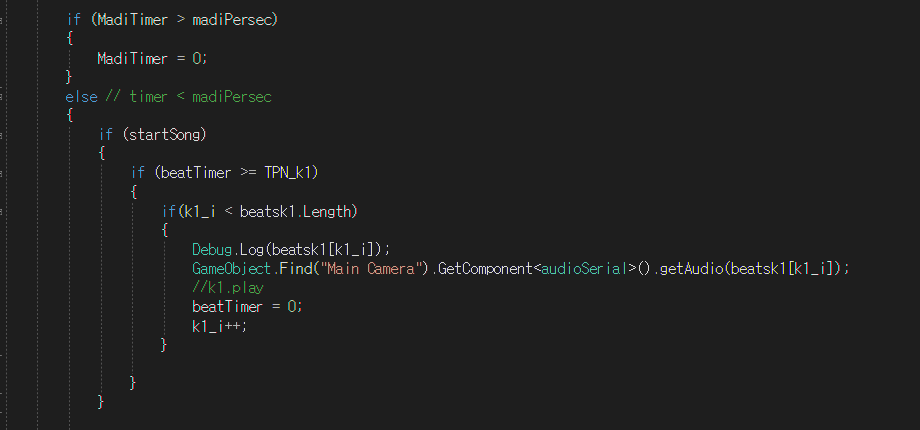 if (MadiTimer > madiPersec)
{
MadiTimer = 0;
}
else // timer < madiPersec
{
if (startSong)
{
if (beatTimer >= TPN_k1)
{
if(k1_i < beatsk1.Length)
{
Debug.Log(beatsk1[k1_i]);
GameObject.Find("Main Camera").GetComponent<audioSerial>().getAudio(beatsk1[k1_i]);
//k1.play
beatTimer = 0;
k1_i++;
}
}
}